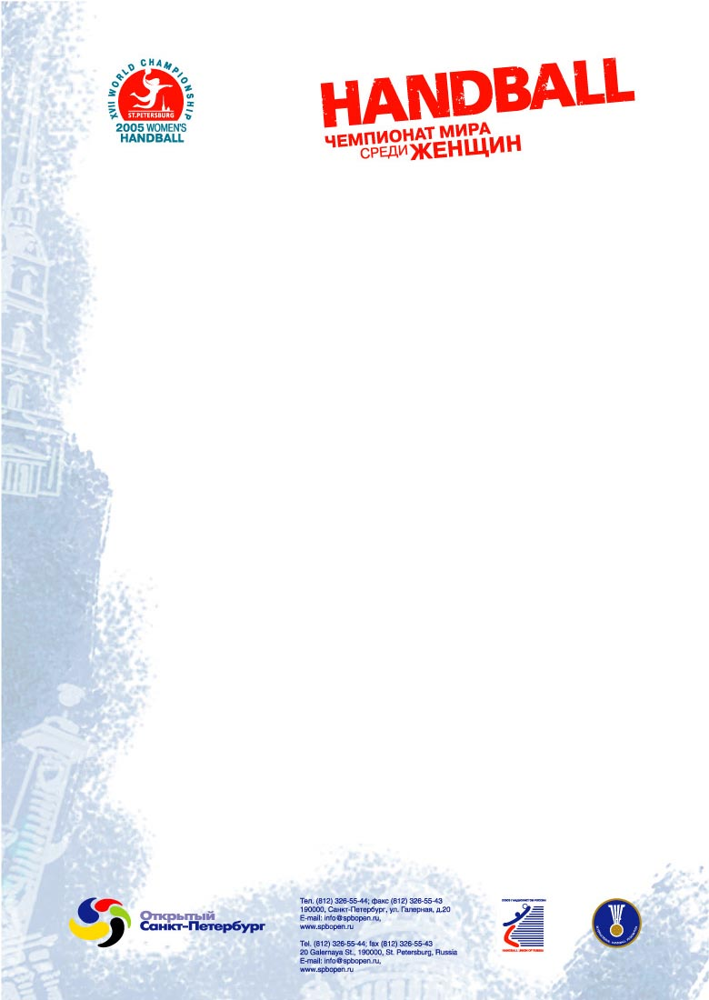 XVII WORLD CHAMPIONSHIP
ST.PETERSBURG
2005 WOMEN'S
HANDBALL
HANDBALL
ЧЕМПИОНАТ МИРА
СРЕДИ ЖЕНЩИН
Открытый
Санкт-Петербург
Тел. (812) 326-55-44; факс (812) 326-55-43
190000, Санкт-Петербург, ул. Галерная, д.20
E-mail: info@spbopen.ru,
www.spbopen.ru
Tel. (812) 326-55-44; fax (812) 326-55-43
20 Galernaya St., 190000, St. Petersburg, Russia
E-mail: info@spbopen.ru,
www.spbopen.ru
СОЮЗ ГАНДБОЛИСТОВ РОССИИ
HANDBALL UNION OF RUSSIA